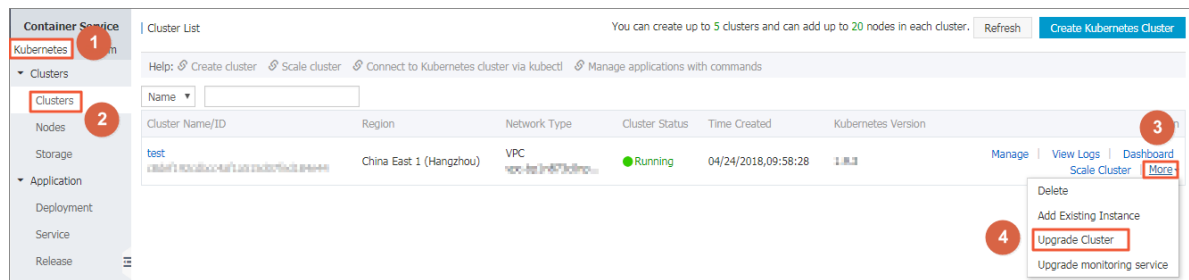 Container Service
Cluster List
You can create up to 5 clusters and can add up to 20 nodes in each cluster.
Refresh
Create Kubernetes Cluster
Kubernetes
1
m
Help: Create cluster Scale cluster Connect to Kubernetes cluster via kubectl Manage applications with commands
Clusters
Name
Clusters
2
Nodes
Storage
Application
Deployment
Service
Release
Cluster Name/ID Region Network Type Cluster Status Time Created Kubernetes Version
3
n
test China East 1 (Hangzhou) VPC Running 04/24/2018,09:58:28
Manage View Logs Dashboard
Scale Cluster More
Delete
Add Existing Instance
4
Upgrade Cluster
Upgrade monitoring service